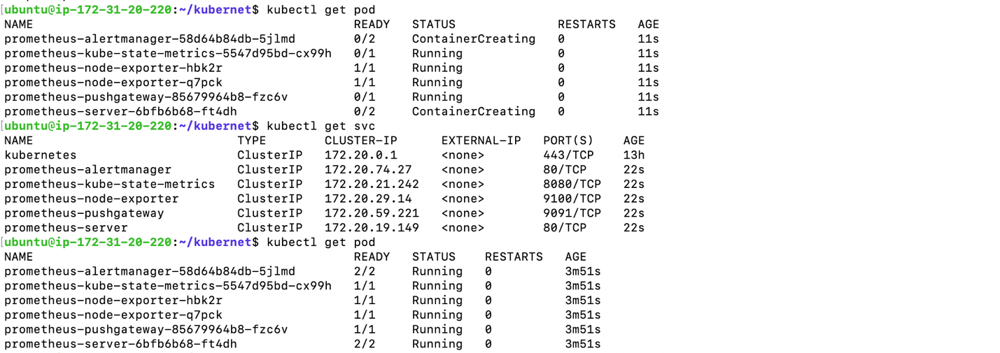 [ubuntu@ip-172-31-20-220:~/kubernet$ kubectl get pod
NAME READY STATUS RESTARTS AGE
prometheus-alertmanager-58d64b84db-5jlmd 0/2 ContainerCreating 0 11s
prometheus-kube-state-metrics-5547d95bd-cx99h 0/1 Running 0 11s
prometheus-node-exporter-hbk2r 1/1 Running 0 11s
prometheus-node-exporter-q7pck 1/1 Running 0 11s
prometheus-pushgateway-85679964b8-fzc6v 0/1 Running 0 11s
prometheus-server-6bfb6b68-ft4dh 0/2 ContainerCreating 0 11s
[ubuntu@ip-172-31-20-220:~/kubernet$ kubectl get svc
NAME TYPE CLUSTER-IP EXTERNAL-IP PORT(S) AGE
kubernetes ClusterIP 172.20.0.1 <none> 443/TCP 13h
prometheus-alertmanager ClusterIP 172.20.74.27 <none> 80/TCP 22s
prometheus-kube-state-metrics ClusterIP 172.20.21.242 <none> 8080/TCP 22s
prometheus-node-exporter ClusterIP 172.20.29.14 <none> 9100/TCP 22s
prometheus-pushgateway ClusterIP 172.20.59.221 <none> 9091/TCP 22s
prometheus-server ClusterIP 172.20.19.149 <none> 80/TCP 22s
[ubuntu@ip-172-31-20-220:~/kubernet$ kubectl get pod
NAME READY STATUS RESTARTS AGE
prometheus-alertmanager-58d64b84db-5jlmd 2/2 Running 0 3m51s
prometheus-kube-state-metrics-5547d95bd-cx99h 1/1 Running 0 3m51s
prometheus-node-exporter-hbk2r 1/1 Running 0 3m51s
prometheus-node-exporter-q7pck 1/1 Running 0 3m51s
prometheus-pushgateway-85679964b8-fzc6v 1/1 Running 0 3m51s
prometheus-server-6bfb6b68-ft4dh 2/2 Running 0 3m51s